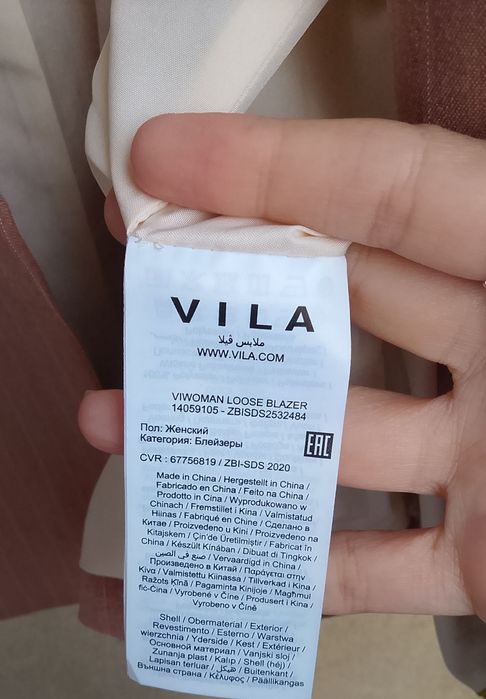 VILA
ملابس ڤيلا
WWW.VILA.COM
VIWOMAN LOOSE BLAZER
14059105 - ZBISDS2532484
Пол: Женский
Категория: Блейзеры
EAC
CVR : 67756819 / ZBI-SDS 2020
Made in China / Hergestellt in China /
Fabricado en China / Feito na China /
Prodotto in Cina / Wyprodukowano w
Chinach / Fremstillet i Kina / Valmistatud
Hiinas / Fabriqué en Chine / Сделано в
Китае / Proizvedeno u Kini / Proizvedeno na
Kitajskem / Çin'de Üretilmiştir / Fabricat în
China / Készült Kínában / Dibuat di Tiongkok /
صنع في الصين / Vervaardigd in China /
Произведено в Китай / Παράγεται στην
Κίνα / Valmistettu Kiinassa / Tillverkad i Kina /
Ražots Ķīnā / Pagaminta Kinijoje / Magħmul
fiċ-Ċina / Vyrobené v Číne / Produsert i Kina /
Vyrobeno v Číně
Shell / Obermaterial / Exterior /
Revestimento / Esterno / Warstwa
wierzchnia / Yderside / Kest / Extérieur /
Основной материал / Vanjski sloj /
Zunanja plast / Kalıp / Shell (héj) /
Lapisan terluar / هيكل / Buitenkant /
Външна страна / Κέλυφος / Päällikangas